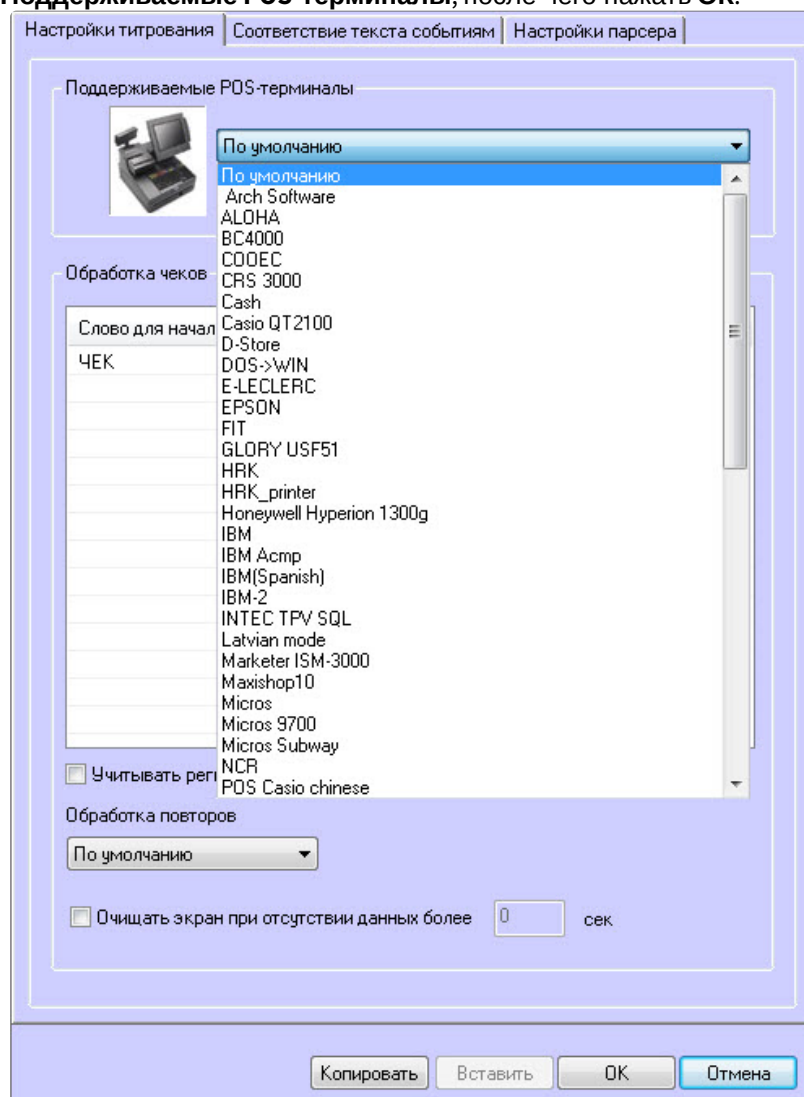 Поддерживаемые POS-терминалы, после чего нажать ОК.
Настройки титрования Соответствие текста событиям Настройки парсера
Поддерживаемые POS-терминалы
По умолчанию
По умолчанию
Arch Software
ALOHA
BC4000
COOEC
Обработка чеков
CRS 3000
Cash
Слово для начал
Casio QT2100
D-Store
ЧЕК
DOS->WIN
E-LECLERC
EPSON
FIT
GLORY USF51
HRK
HRK_printer
Honeywell Hyperion 1300g
IBM
IBM Acmp
IBM(Spanish)
IBM-2
INTEC TPV SQL
Latvian mode
Marketer ISM-3000
Maxishop10
Micros
Micros 9700
Micros Subway
NCR
Учитывать реги
POS Casio chinese
Обработка повторов
По умолчанию
Очищать экран при отсутствии данных более 0 сек
Копировать Вставить OK Отмена